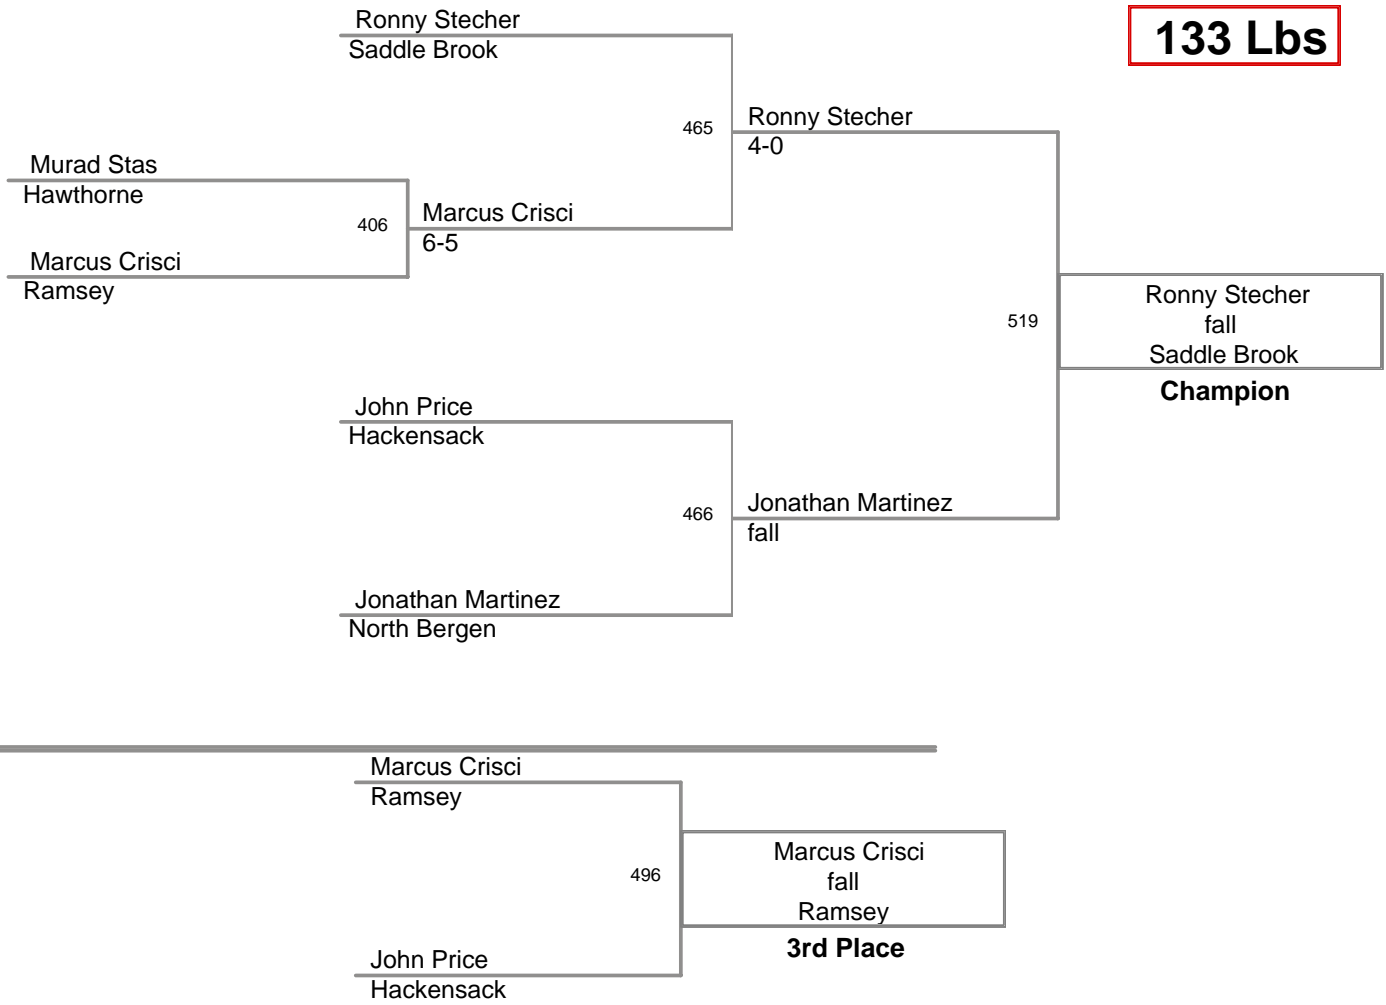 Ronny Stecher
Saddle Brook
133 Lbs
465
Ronny Stecher
4-0
Murad Stas
Hawthorne
406
Marcus Crisci
6-5
Marcus Crisci
Ramsey
519
Ronny Stecher
fall
Saddle Brook
Champion
John Price
Hackensack
466
Jonathan Martinez
fall
Jonathan Martinez
North Bergen
Marcus Crisci
Ramsey
496
Marcus Crisci
fall
Ramsey
3rd Place
John Price
Hackensack